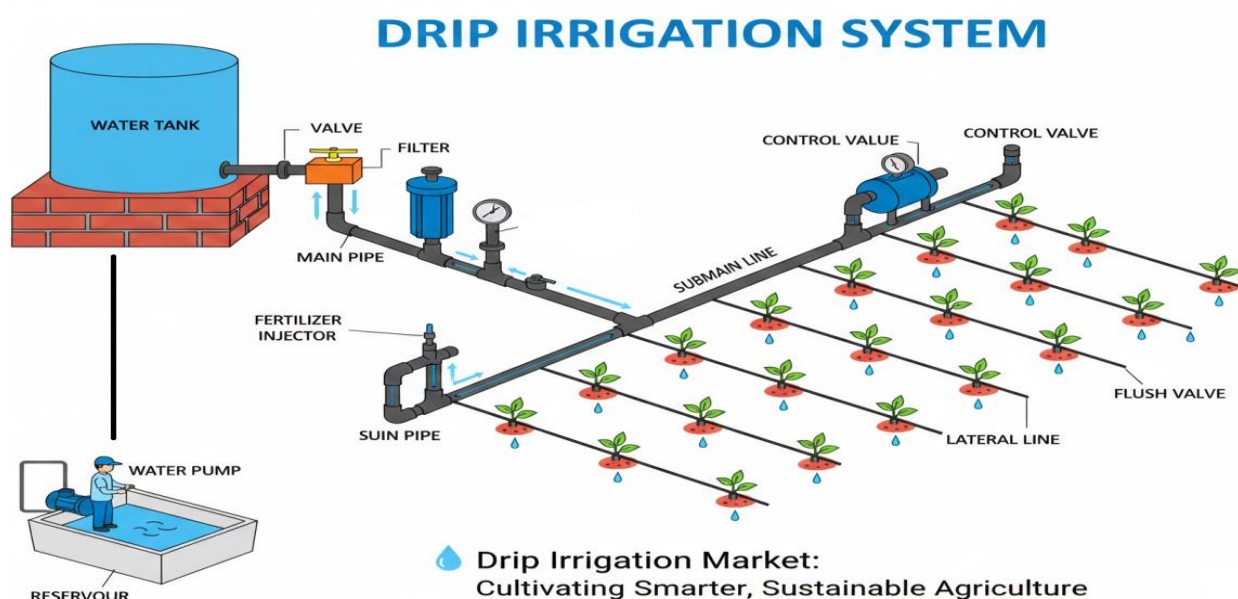 DRIP IRRIGATION SYSTEM
WATER TANK
VALVE
FILTER
CONTROL VALUE
CONTROL VALVE
MAIN PIPE
SUBMAIN LINE
FERTILIZER
INJECTOR
FLUSH VALVE
SUIN PIPE
LATERAL LINE
WATER PUMP
RESERVOUR
Drip Irrigation Market:
Cultivating Smarter, Sustainable Agriculture